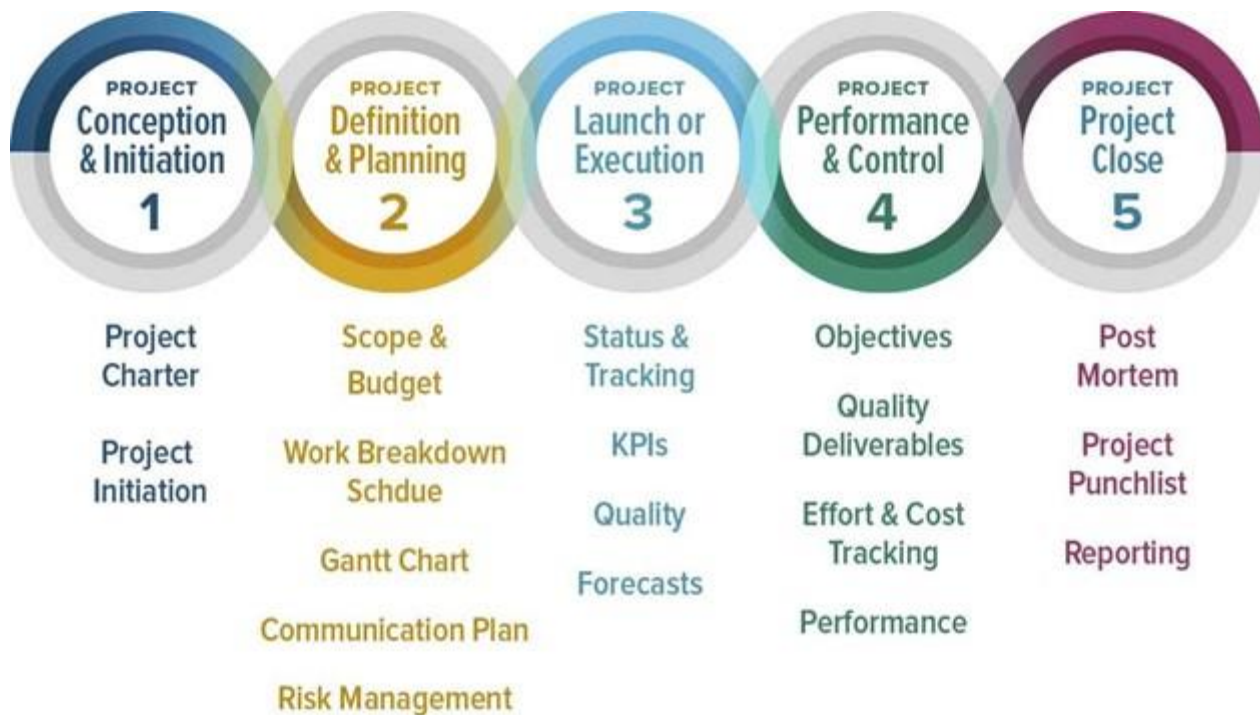 PROJECT
Conception
& Initiation
1
PROJECT
Definition
& Planning
2
PROJECT
Launch or
Execution
3
PROJECT
Performance
& Control
4
PROJECT
Project
Close
5
Project
Charter
Project
Initiation
Scope &
Budget
Work Breakdown
Schdue
Gantt Chart
Communication Plan
Risk Management
Status &
Tracking
KPIs
Quality
Forecasts
Objectives
Quality
Deliverables
Effort & Cost
Tracking
Performance
Post
Mortem
Project
Punchlist
Reporting